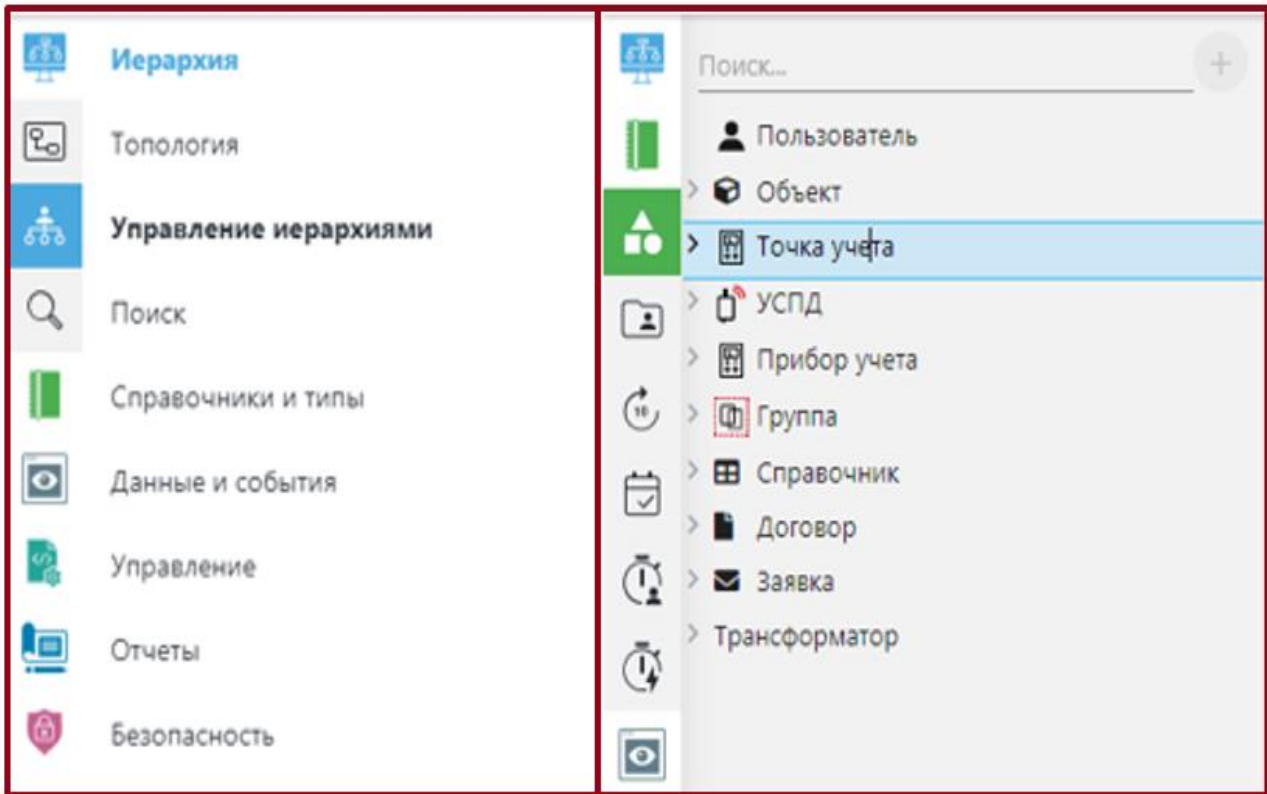 Иерархия
Топология
Управление иерархиями
Поиск
Справочники и типы
Данные и события
Управление
Отчеты
Безопасность
Поиск...
Пользователь
Объект
Точка учета
УСПД
Прибор учета
Группа
Справочник
Договор
Заявка
Трансформатор
10